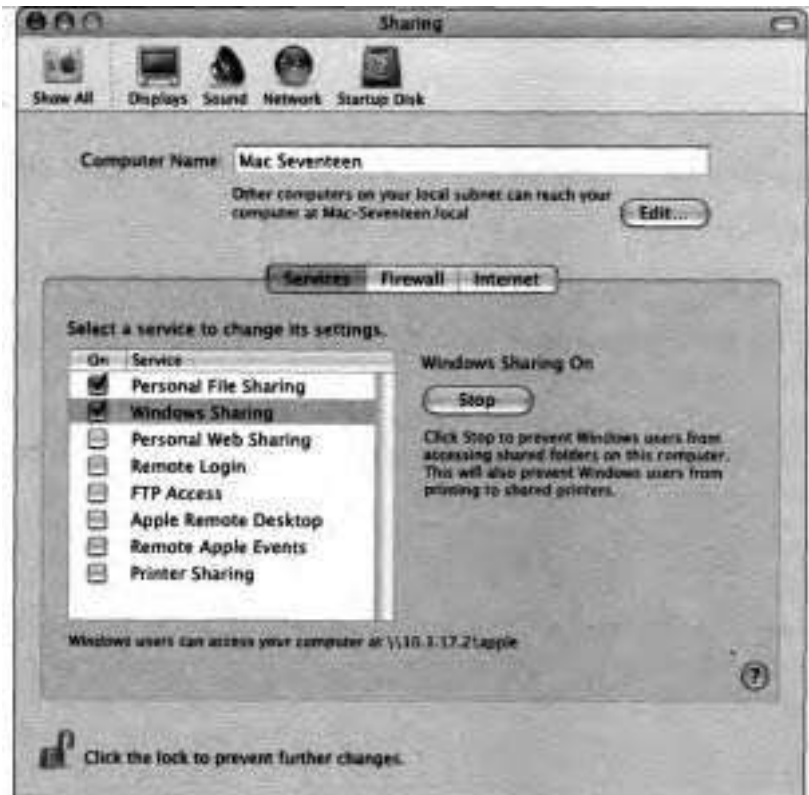 Sharing
Show All Displays Sound Network Startup Disk
Computer Name: Mac Seventeen
Other computers on your local subnet can reach your
computer at Mac-Seventeen.local
Edit...
Services Firewall Internet
Select a service to change its settings.
On Service
Personal File Sharing
Windows Sharing
Personal Web Sharing
Remote Login
FTP Access
Apple Remote Desktop
Remote Apple Events
Printer Sharing
Windows Sharing On
Stop
Click Stop to prevent Windows users from
accessing shared folders on this computer.
This will also prevent Windows users from
printing to shared printers.
Windows users can access your computer at \\10.1.17.2\apple
?
Click the lock to prevent further changes.